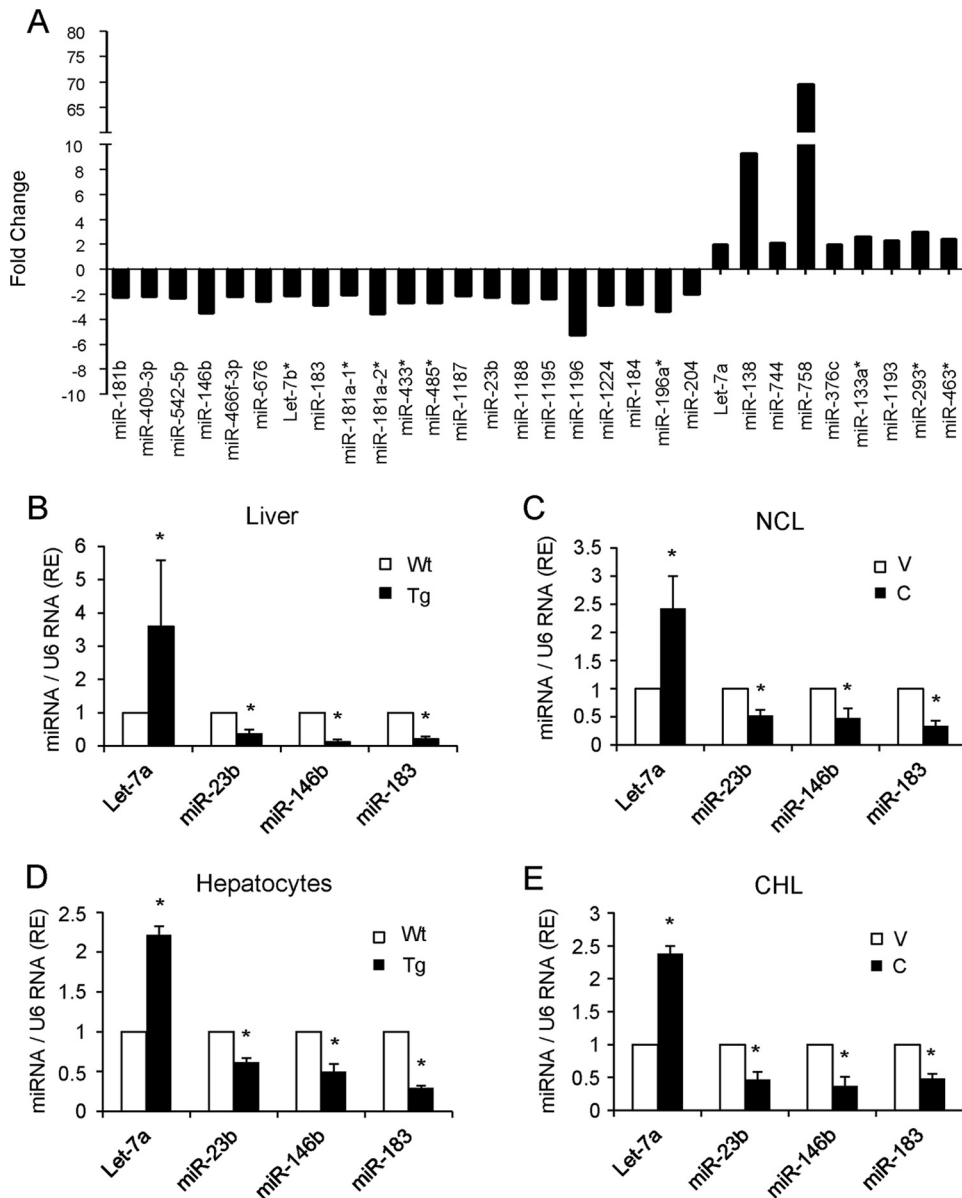 A
Fold Change
80
75
70
65
10
8
6
4
2
0
-2
-4
-6
-8
-10
miR-181b
miR-409-3p
miR-542-5p
miR-146b
miR-466f-3p
miR-676
Let-7b*
miR-183
miR-181a-1*
miR-181a-2*
miR-433*
miR-485*
miR-1187
miR-23b
miR-1188
miR-1195
miR-1196
miR-1224
miR-184
miR-196a*
miR-204
Let-7a
miR-138
miR-744
miR-758
miR-376c
miR-133a*
miR-1193
miR-293*
miR-463*
B
Liver
miRNA / U6 RNA (RE)
6
5
4
3
2
1
0
*
*
*
*
Wt
Tg
Let-7a
miR-23b
miR-146b
miR-183
C
NCL
miRNA / U6 RNA (RE)
3.5
3
2.5
2
1.5
1
0.5
0
*
*
*
*
V
C
Let-7a
miR-23b
miR-146b
miR-183
D
Hepatocytes
miRNA / U6 RNA (RE)
2.5
2
1.5
1
0.5
0
*
*
*
*
Wt
Tg
Let-7a
miR-23b
miR-146b
miR-183
E
CHL
miRNA / U6 RNA (RE)
3
2.5
2
1.5
1
0.5
0
*
*
*
*
V
C
Let-7a
miR-23b
miR-146b
miR-183